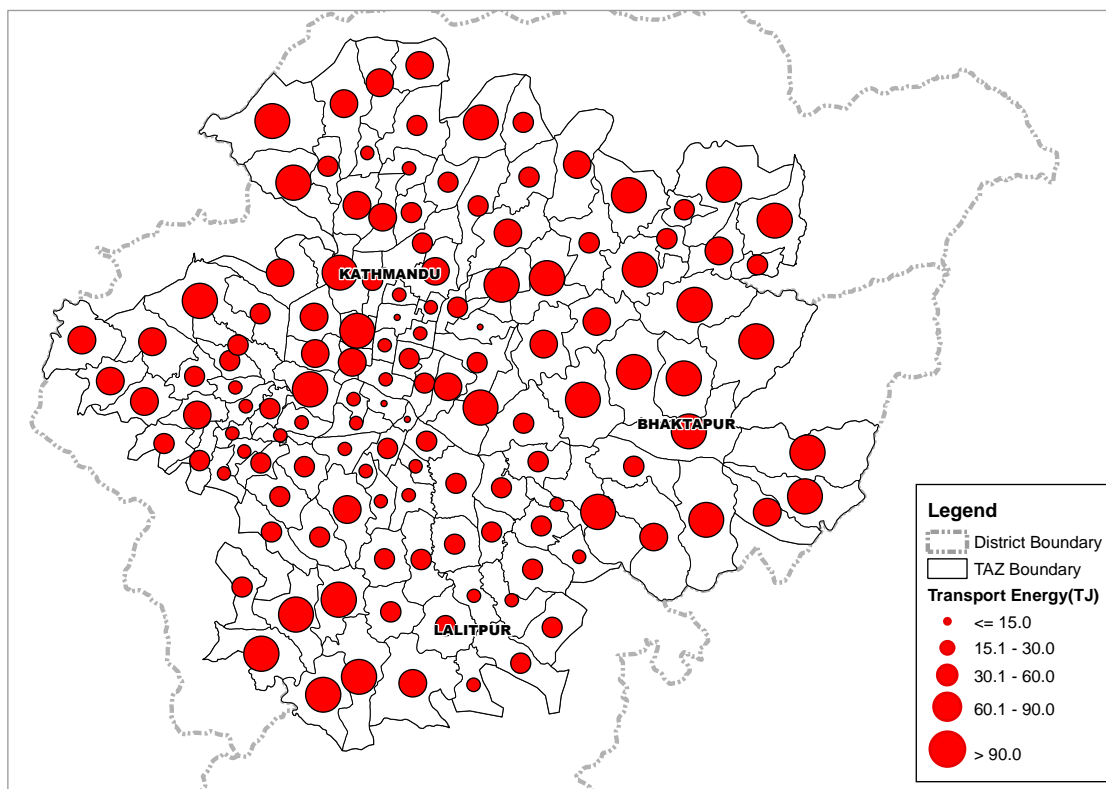 KATHMANDU
BHAKTAPUR
LALITPUR
Legend
District Boundary
TAZ Boundary
Transport Energy(TJ)
<= 15.0
15.1 - 30.0
30.1 - 60.0
60.1 - 90.0
> 90.0